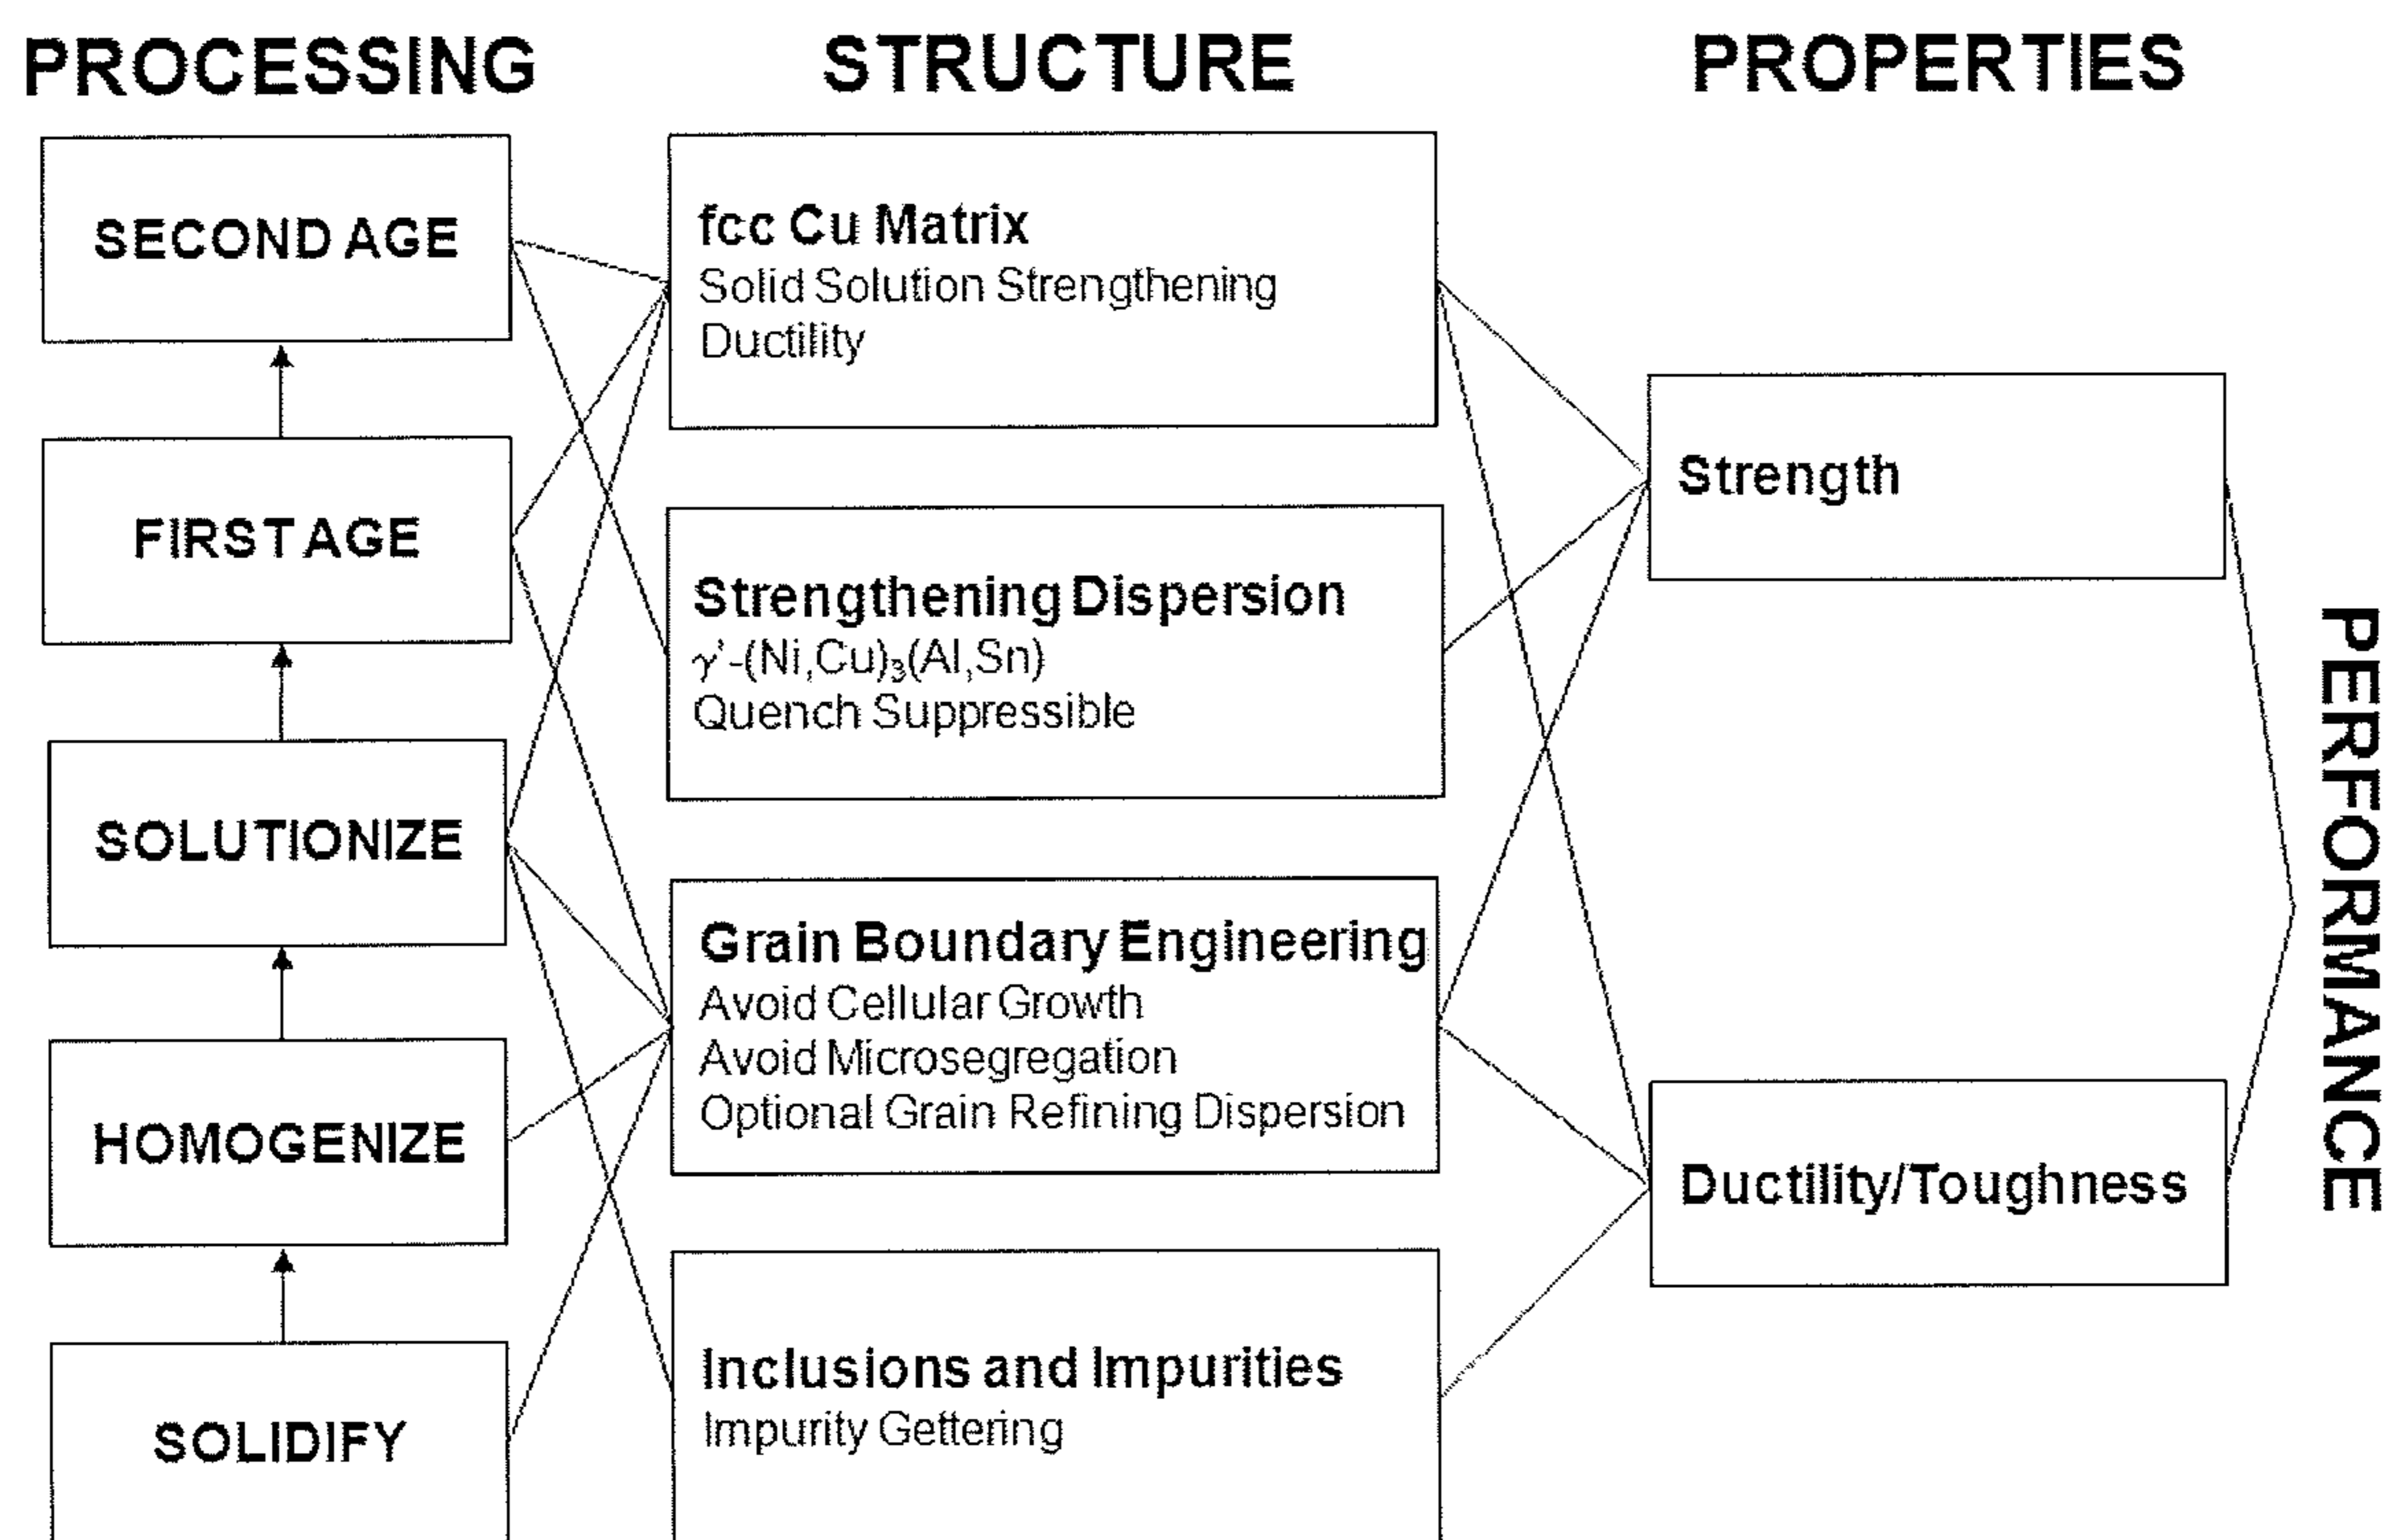 PROCESSING
STRUCTURE
PROPERTIES
SECOND AGE
FIRST AGE
SOLUTIONIZE
HOMOGENIZE
SOLIDIFY
fcc Cu Matrix
Solid Solution Strengthening
Ductility
Strengthening Dispersion
γ'-(Ni,Cu)₃(Al,Sn)
Quench Suppressible
Grain Boundary Engineering
Avoid Cellular Growth
Avoid Microsegregation
Optional Grain Refining Dispersion
Inclusions and Impurities
Impurity Gettering
Strength
Ductility/Toughness
PERFORMANCE